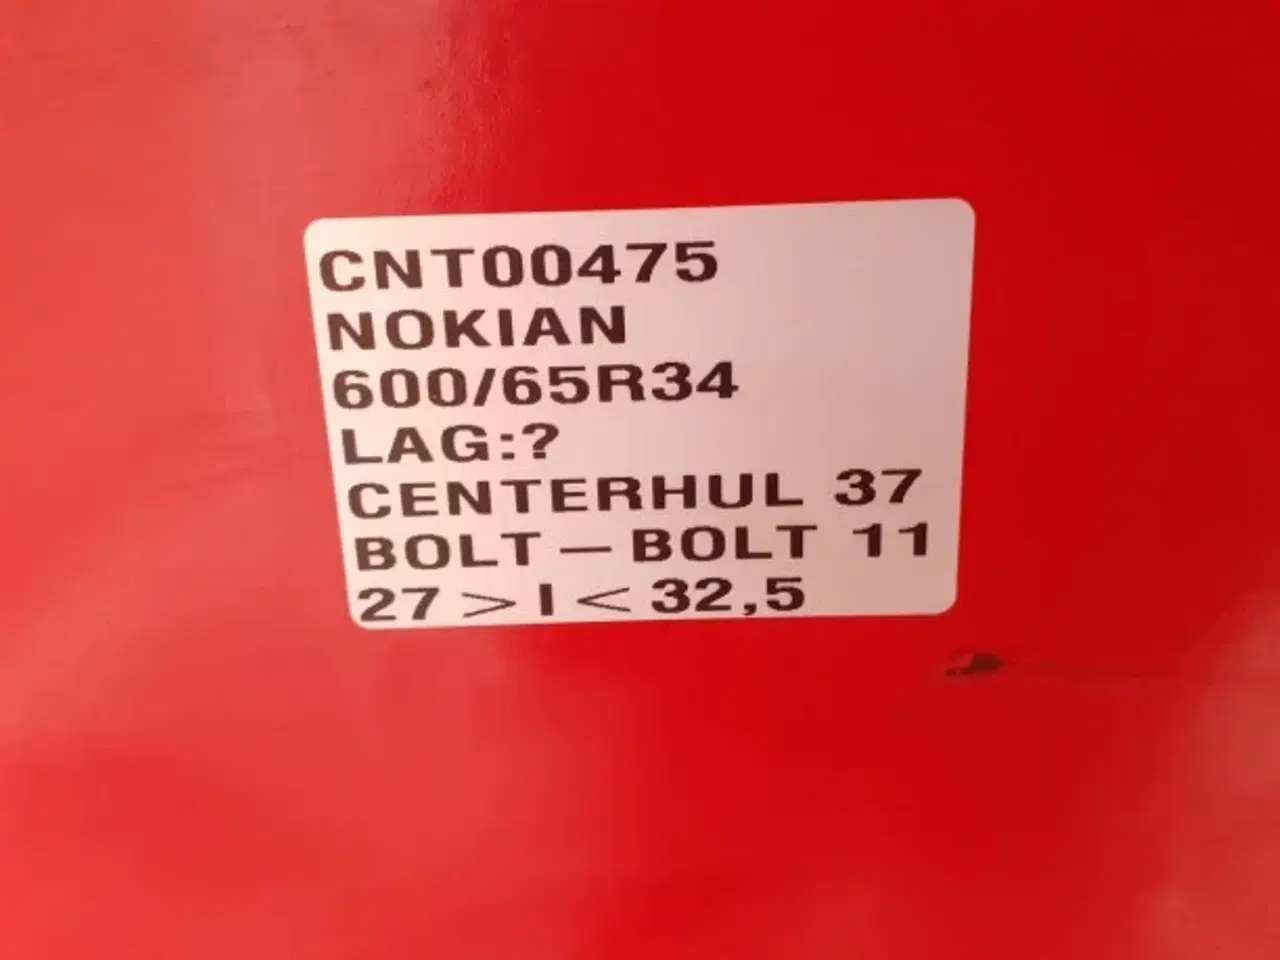 CNT00475
NOKIAN
600/65R34
LAG:?
CENTERHUL 37
BOLT – BOLT 11
27 > I < 32,5